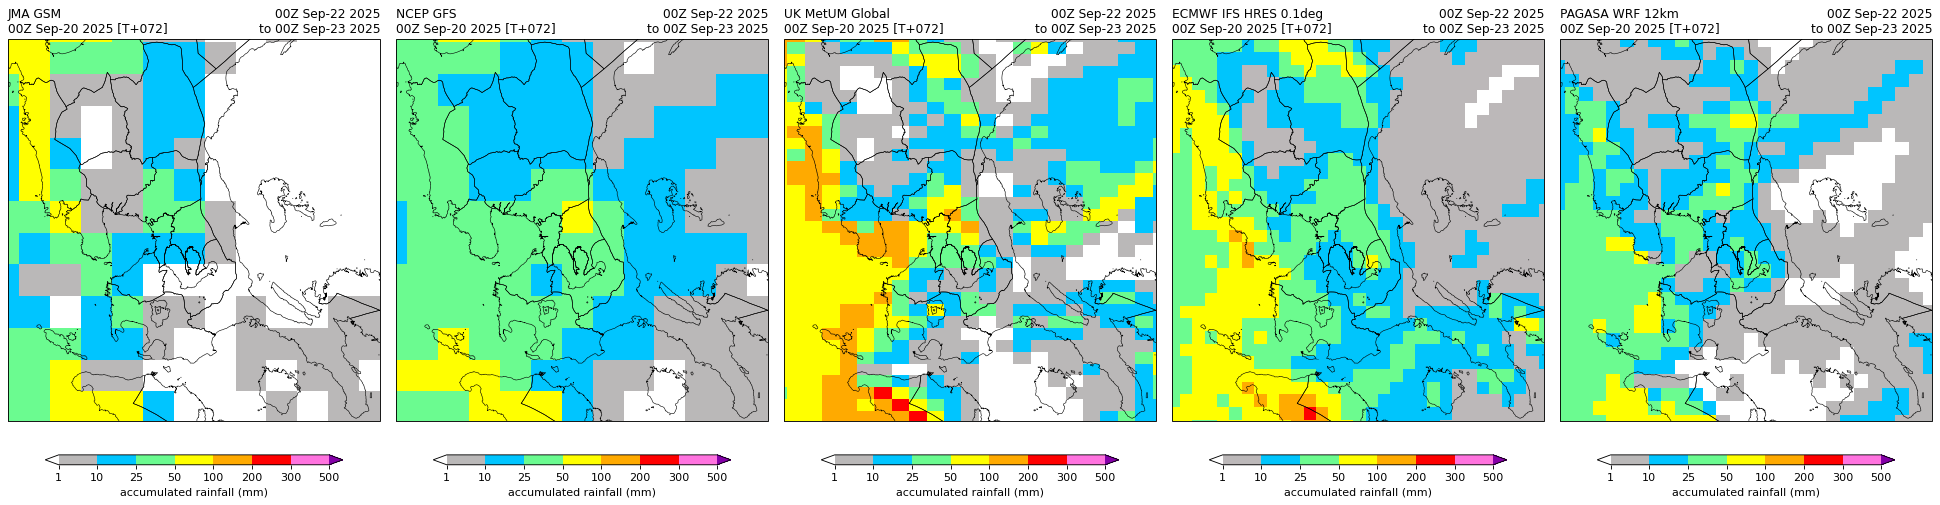 JMA GSM 00Z Sep-22 2025
00Z Sep-20 2025 [T+072] to 00Z Sep-23 2025
1 10 25 50 100 200 300 500
accumulated rainfall (mm)
NCEP GFS 00Z Sep-22 2025
00Z Sep-20 2025 [T+072] to 00Z Sep-23 2025
1 10 25 50 100 200 300 500
accumulated rainfall (mm)
UK MetUM Global 00Z Sep-22 2025
00Z Sep-20 2025 [T+072] to 00Z Sep-23 2025
1 10 25 50 100 200 300 500
accumulated rainfall (mm)
ECMWF IFS HRES 0.1deg 00Z Sep-22 2025
00Z Sep-20 2025 [T+072] to 00Z Sep-23 2025
1 10 25 50 100 200 300 500
accumulated rainfall (mm)
PAGASA WRF 12km 00Z Sep-22 2025
00Z Sep-20 2025 [T+072] to 00Z Sep-23 2025
1 10 25 50 100 200 300 500
accumulated rainfall (mm)